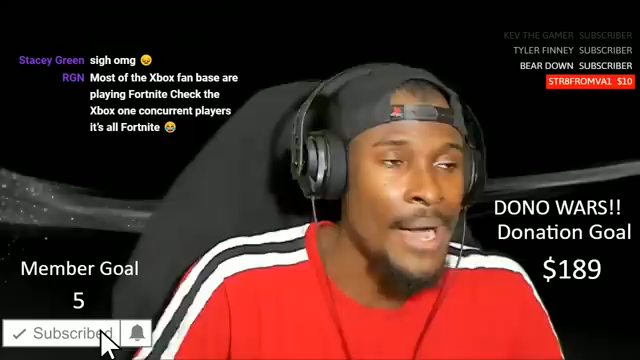 KEV THE GAMER SUBSCRIBER
TYLER FINNEY SUBSCRIBER
BEAR DOWN SUBSCRIBER
STR8FROMVA1 $10
Stacey Green sigh omg 😔
RGN Most of the Xbox fan base are
playing Fortnite Check the
Xbox one concurrent players
it's all Fortnite 😂
DONO WARS!!
Donation Goal
$189
Member Goal
5
Subscribed